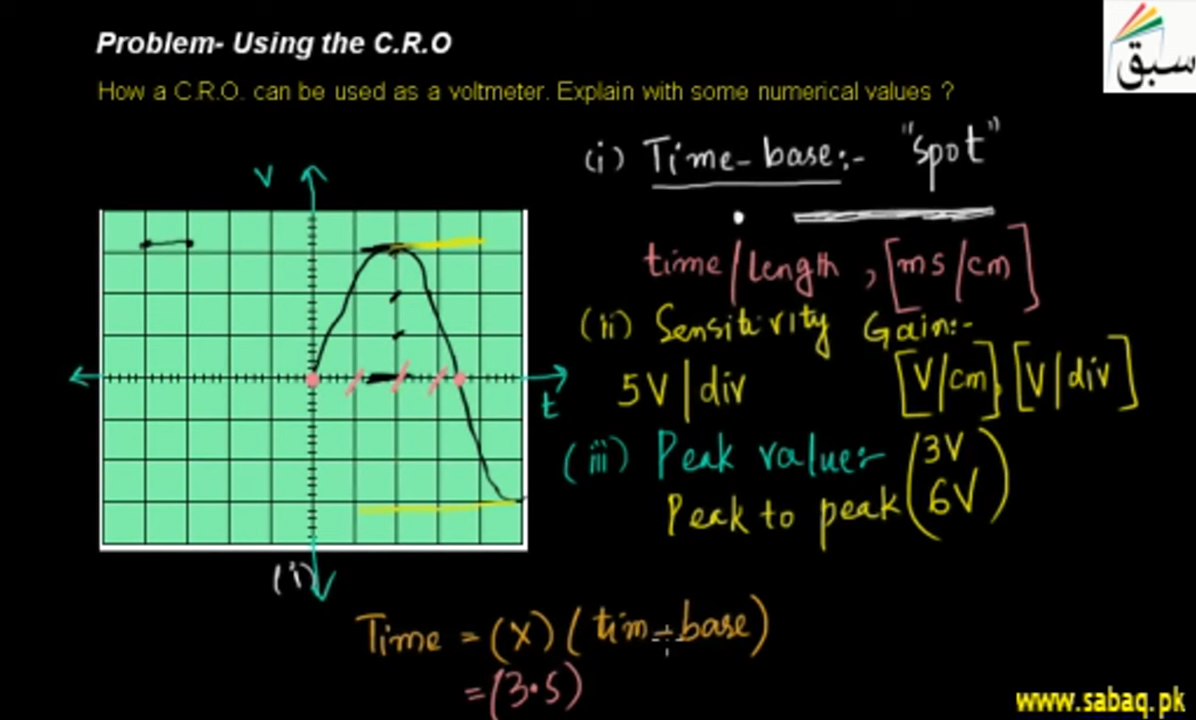 Problem- Using the C.R.O
سبق
How a C.R.O. can be used as a voltmeter. Explain with some numerical values ?
(i) Time-base:- "spot"
time/length, [ms/cm]
(ii) Sensitivity Gain:-
5V/div [V/cm], [V/div]
(iii) Peak value:- (3V
Peak to peak 6V)
V
t
(i)
Time = (x) (tim-base)
= (3.5)
www.sabaq.pk